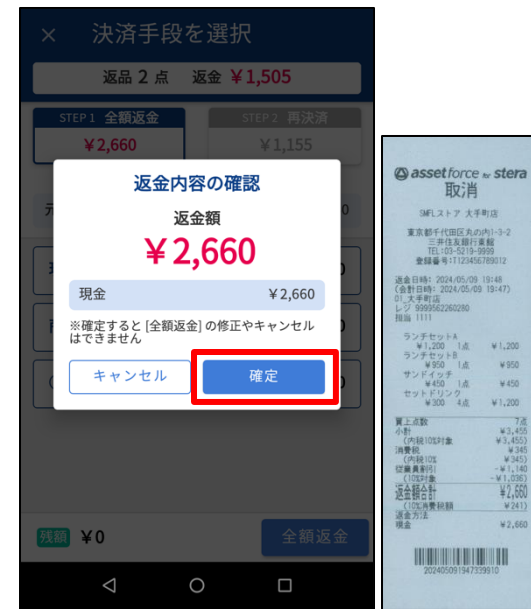 × 決済手段を選択
返品 2 点 返金 ￥1,505
STEP 1 全額返金
￥2,660
STEP 2 再決済
￥1,155
返金内容の確認
返金額
￥2,660
現金 ￥2,660
※確定すると [全額返金] の修正やキャンセル
はできません
キャンセル 確定
残額 ￥0 全額返金
assetforce for stera
取消
SMFLストア 大手町店
東京都千代田区丸の内1-3-2
三井住友銀行東館
TEL:03-5219-9999
登録番号:T123456789012
返金日時: 2024/05/09 19:48
(会計日時: 2024/05/09 19:47)
01_大手町店
レジ 9999562260280
担当 1111
ランチセットA
￥1,200 1点 ￥1,200
ランチセットB
￥950 1点 ￥950
サンドイッチ
￥450 1点 ￥450
セットドリンク
￥300 4点 ￥1,200
買上点数 7点
小計 ￥3,455
(内税10%対象 ￥3,455)
消費税 ￥345
(内税10% ￥345)
従業員割引 -￥1,140
(10%対象 -￥1,036)
返金額合計 ￥2,660
(10%消費税額 ￥241)
返金方法
現金 ￥2,660
202405091947339910